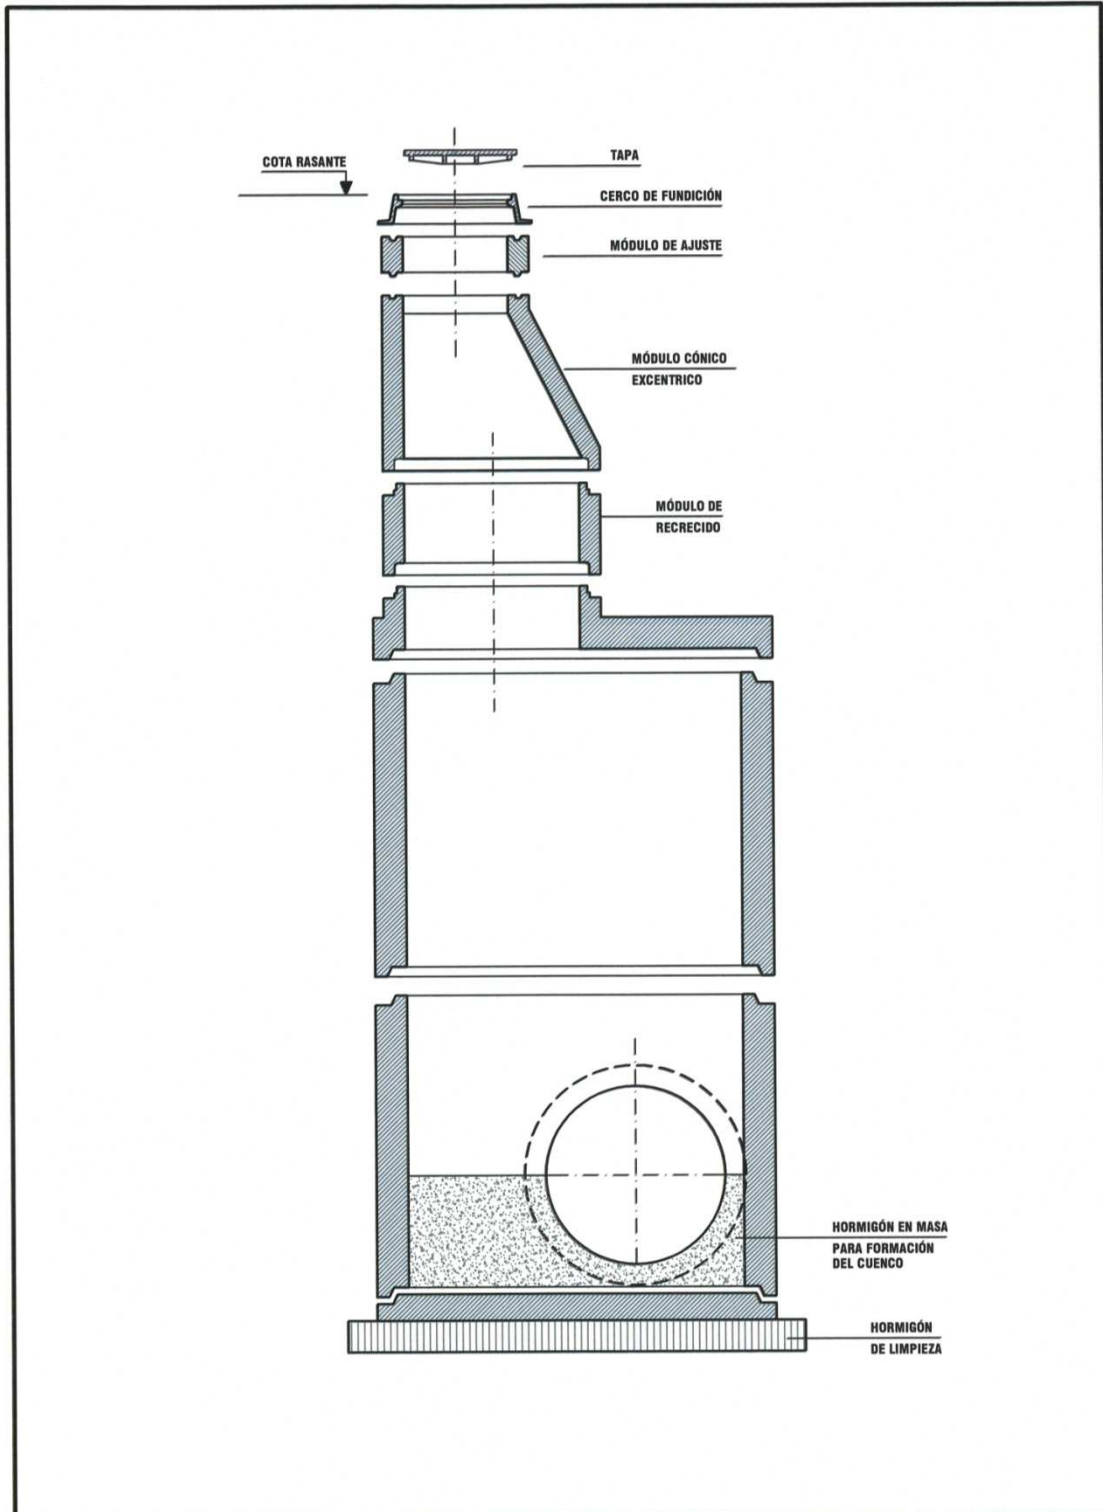 TAPA
COTA RASANTE
CERCO DE FUNDICIÓN
MÓDULO DE AJUSTE
MÓDULO CÓNICO
EXCENTRICO
MÓDULO DE
RECRECIDO
HORMIGÓN EN MASA
PARA FORMACIÓN
DEL CUENCO
HORMIGÓN
DE LIMPIEZA